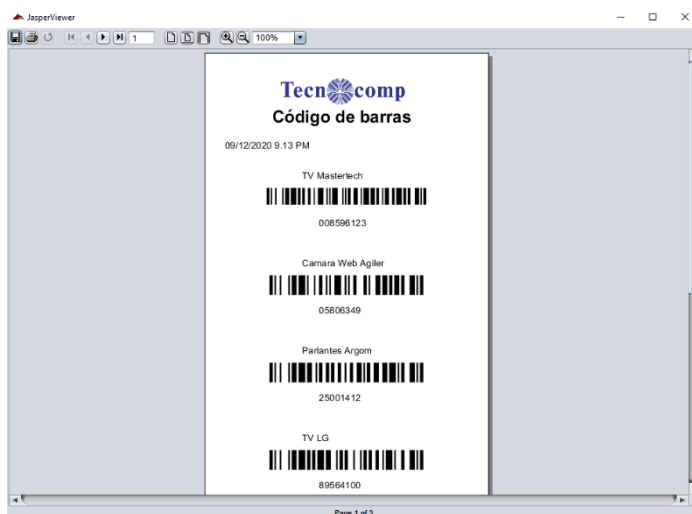 JasperViewer
1
100%
Tecnocomp
Código de barras
09/12/2020 9.13 PM
TV Mastertech
008596123
Camara Web Agiler
05806349
Parlantes Argom
25001412
TV LG
89564100
Page 1 of 3